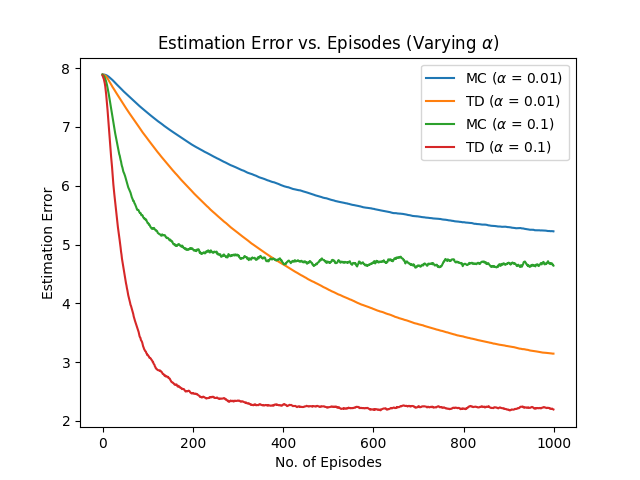 Estimation Error vs. Episodes (Varying α)
8
7
6
5
4
3
2
Estimation Error
MC (α = 0.01)
TD (α = 0.01)
MC (α = 0.1)
TD (α = 0.1)
0 200 400 600 800 1000
No. of Episodes